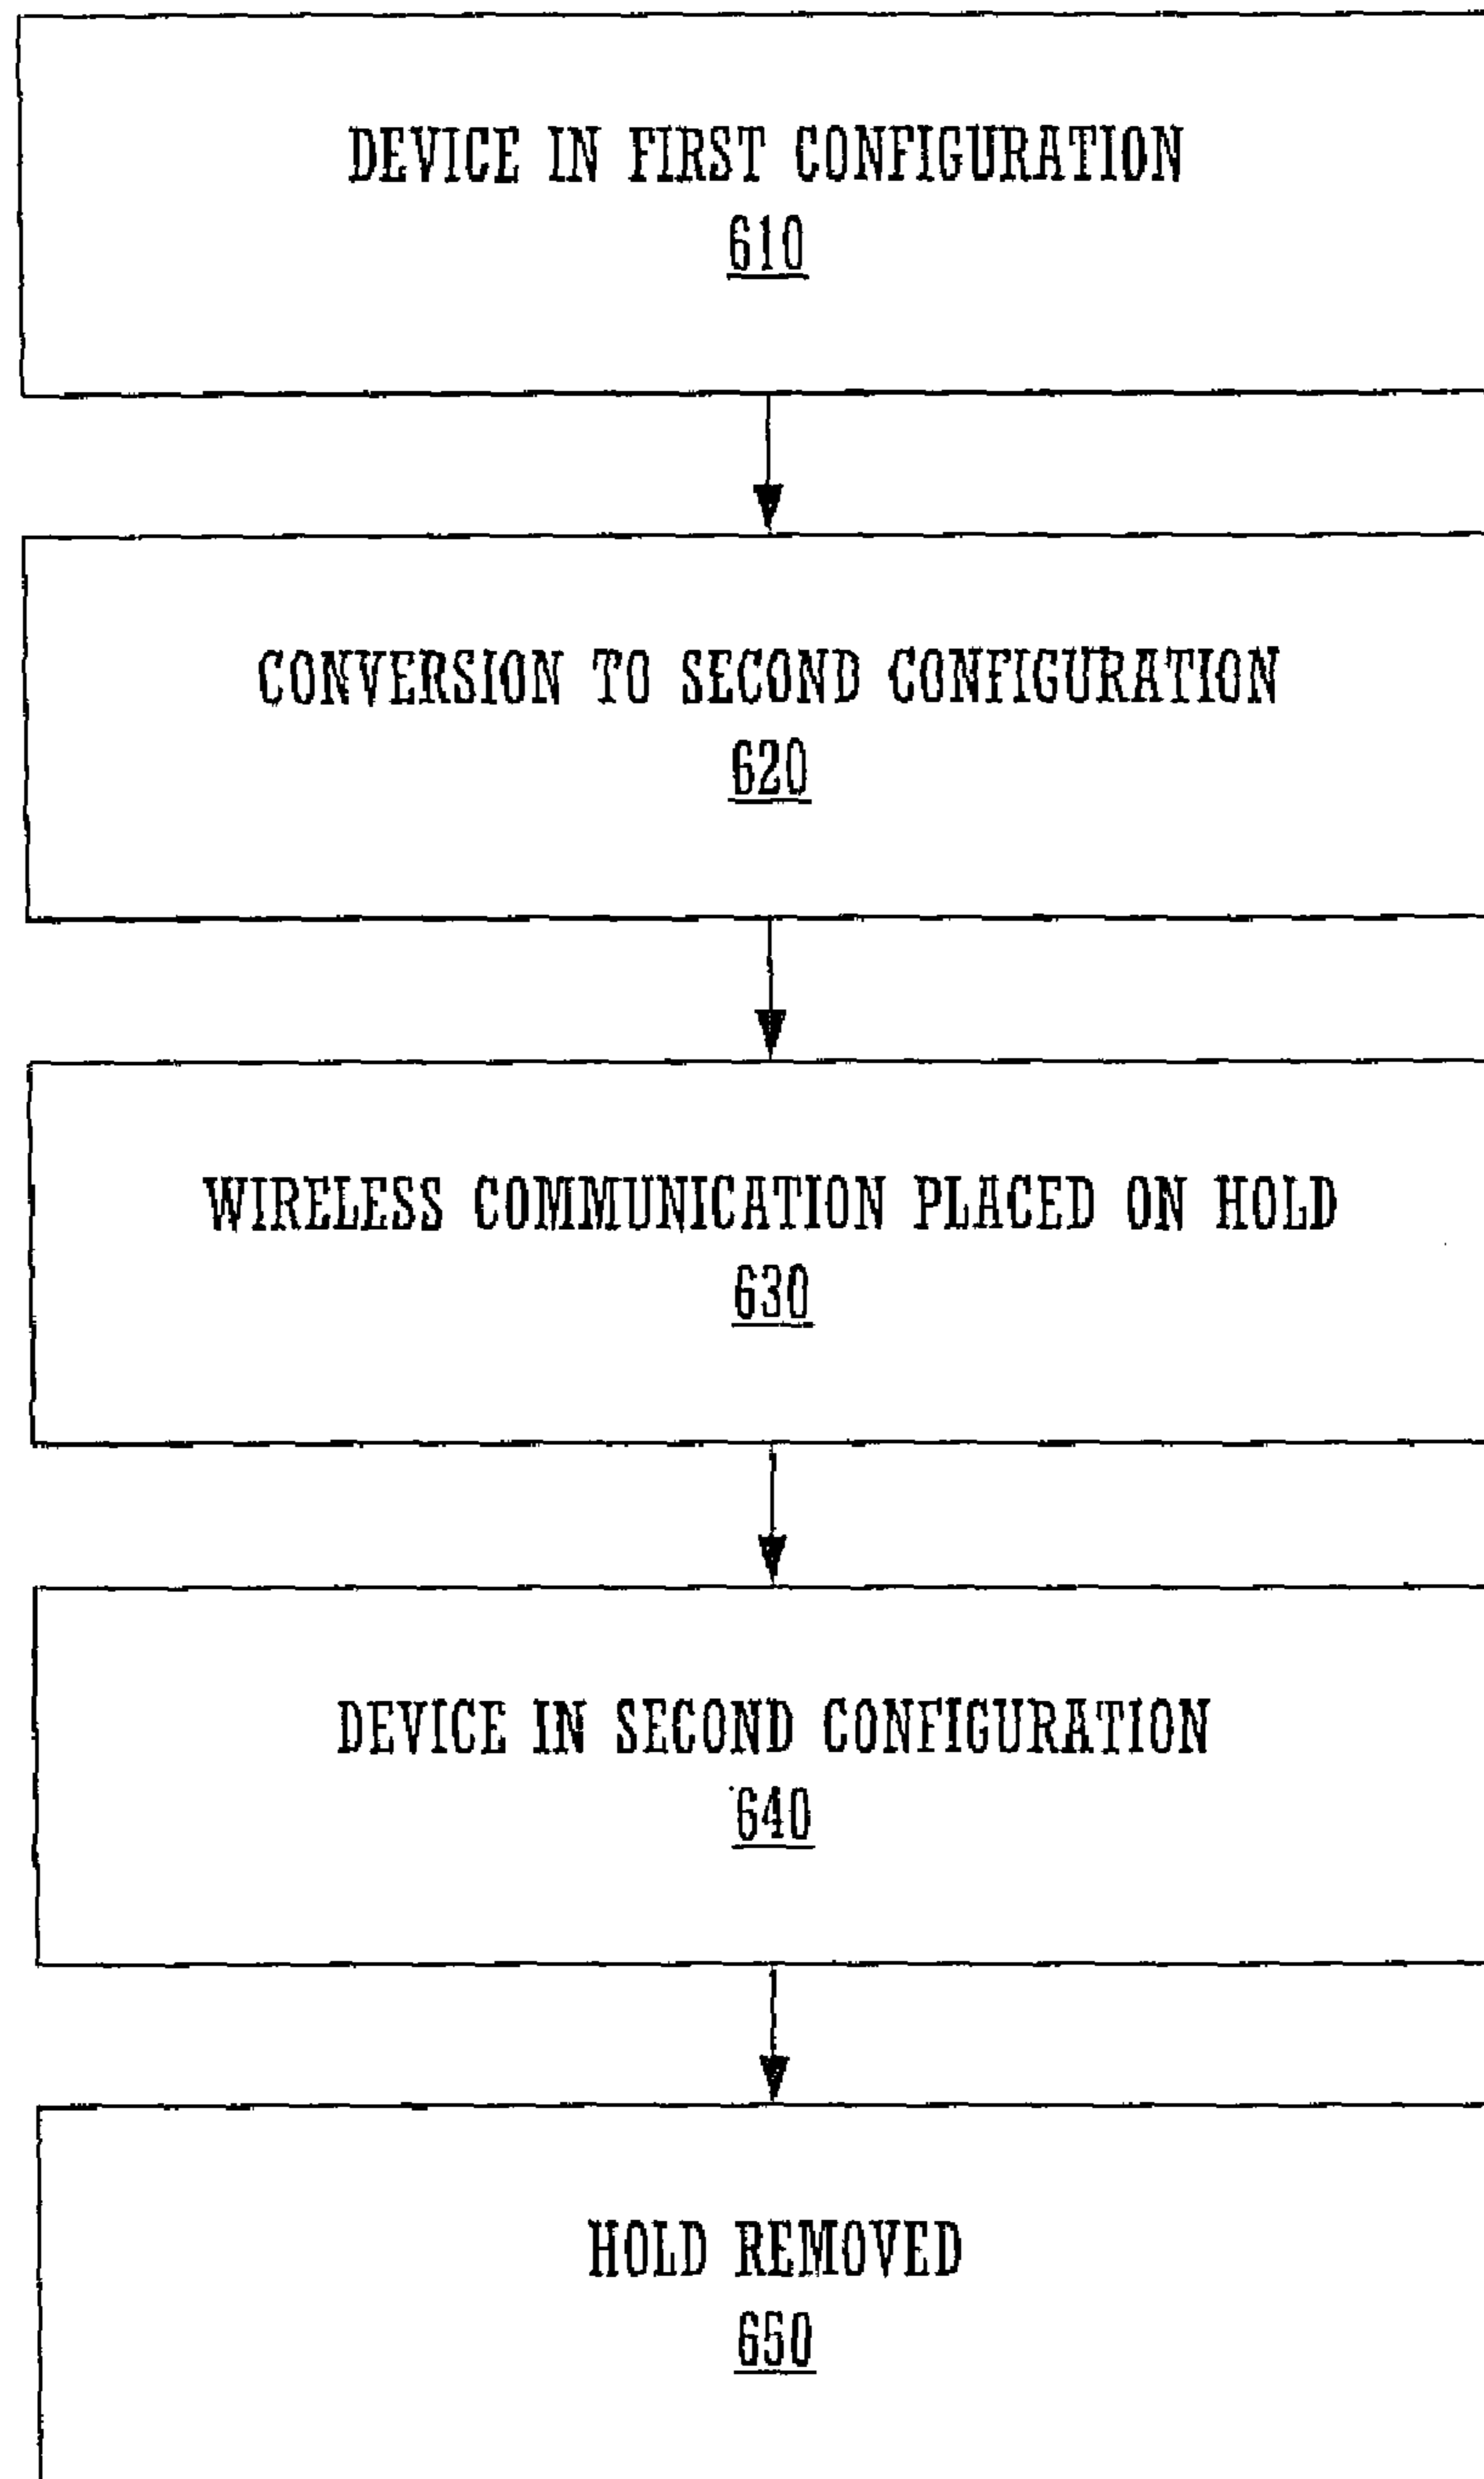 DEVICE IN FIRST CONFIGURATION
610
CONVERSION TO SECOND CONFIGURATION
620
WIRELESS COMMUNICATION PLACED ON HOLD
630
DEVICE IN SECOND CONFIGURATION
640
HOLD REMOVED
650